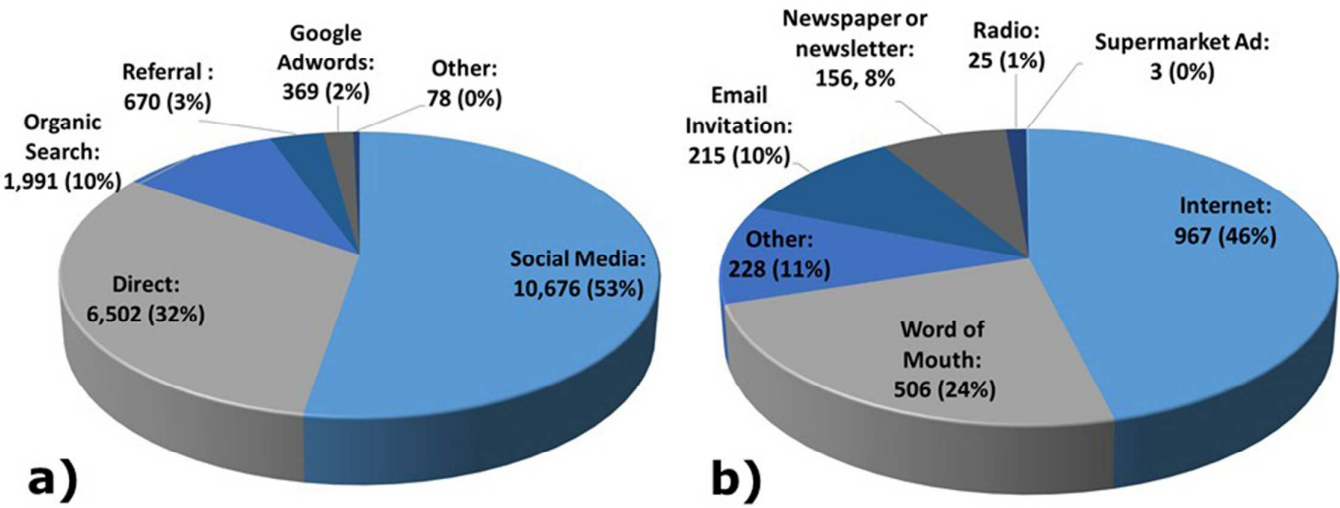 Google
Adwords:
369 (2%)
Referral :
670 (3%)
Other:
78 (0%)
Organic
Search:
1,991 (10%)
Direct:
6,502 (32%)
Social Media:
10,676 (53%)
a)
Newspaper or
newsletter:
156, 8%
Radio:
25 (1%)
Supermarket Ad:
3 (0%)
Email
Invitation:
215 (10%)
Internet:
967 (46%)
Other:
228 (11%)
Word of
Mouth:
506 (24%)
b)